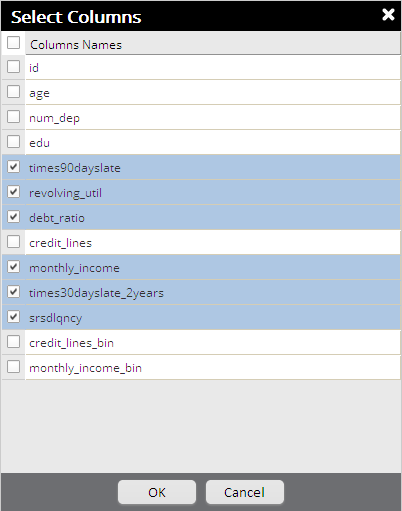 Select Columns
Columns Names
id
age
num_dep
edu
times90dayslate
revolving_util
debt_ratio
credit_lines
monthly_income
times30dayslate_2years
srsdlqncy
credit_lines_bin
monthly_income_bin
OK Cancel